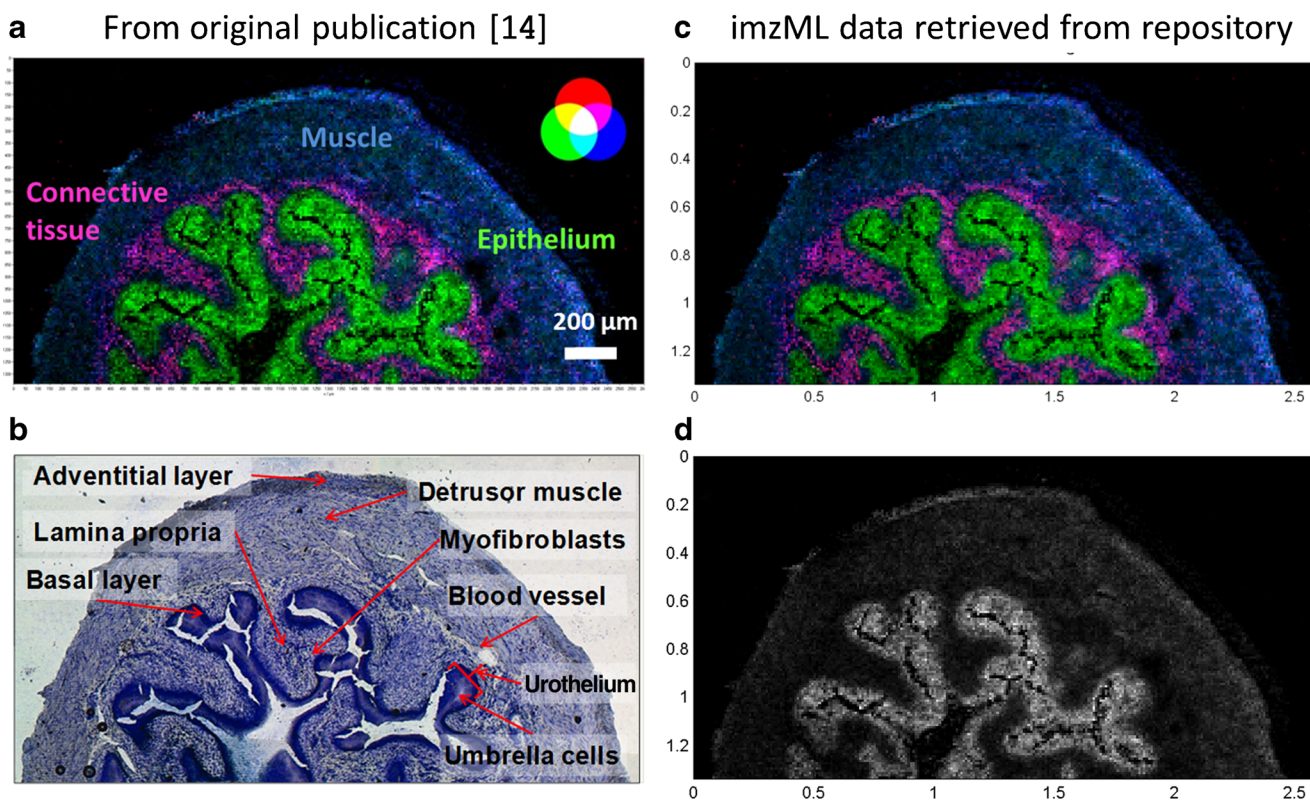 a
From original publication [14]
Muscle
Connective
tissue
Epithelium
200 µm
c
imzML data retrieved from repository
0
0.2
0.4
0.6
0.8
1
1.2
0
0.5
1
1.5
2
2.5
b
Adventitial layer
Detrusor muscle
Lamina propria
Myofibroblasts
Basal layer
Blood vessel
Urothelium
Umbrella cells
d
0
0.2
0.4
0.6
0.8
1
1.2
0
0.5
1
1.5
2
2.5